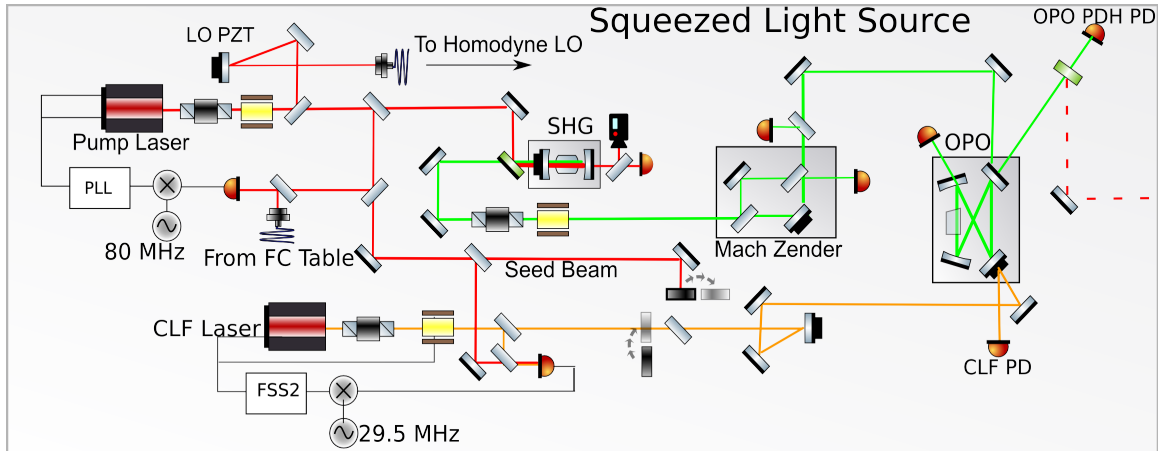 Squeezed Light Source
OPO PDH PD
LO PZT
To Homodyne LO
Pump Laser
SHG
OPO
PLL
80 MHz
From FC Table
Mach Zender
Seed Beam
CLF Laser
CLF PD
FSS2
29.5 MHz